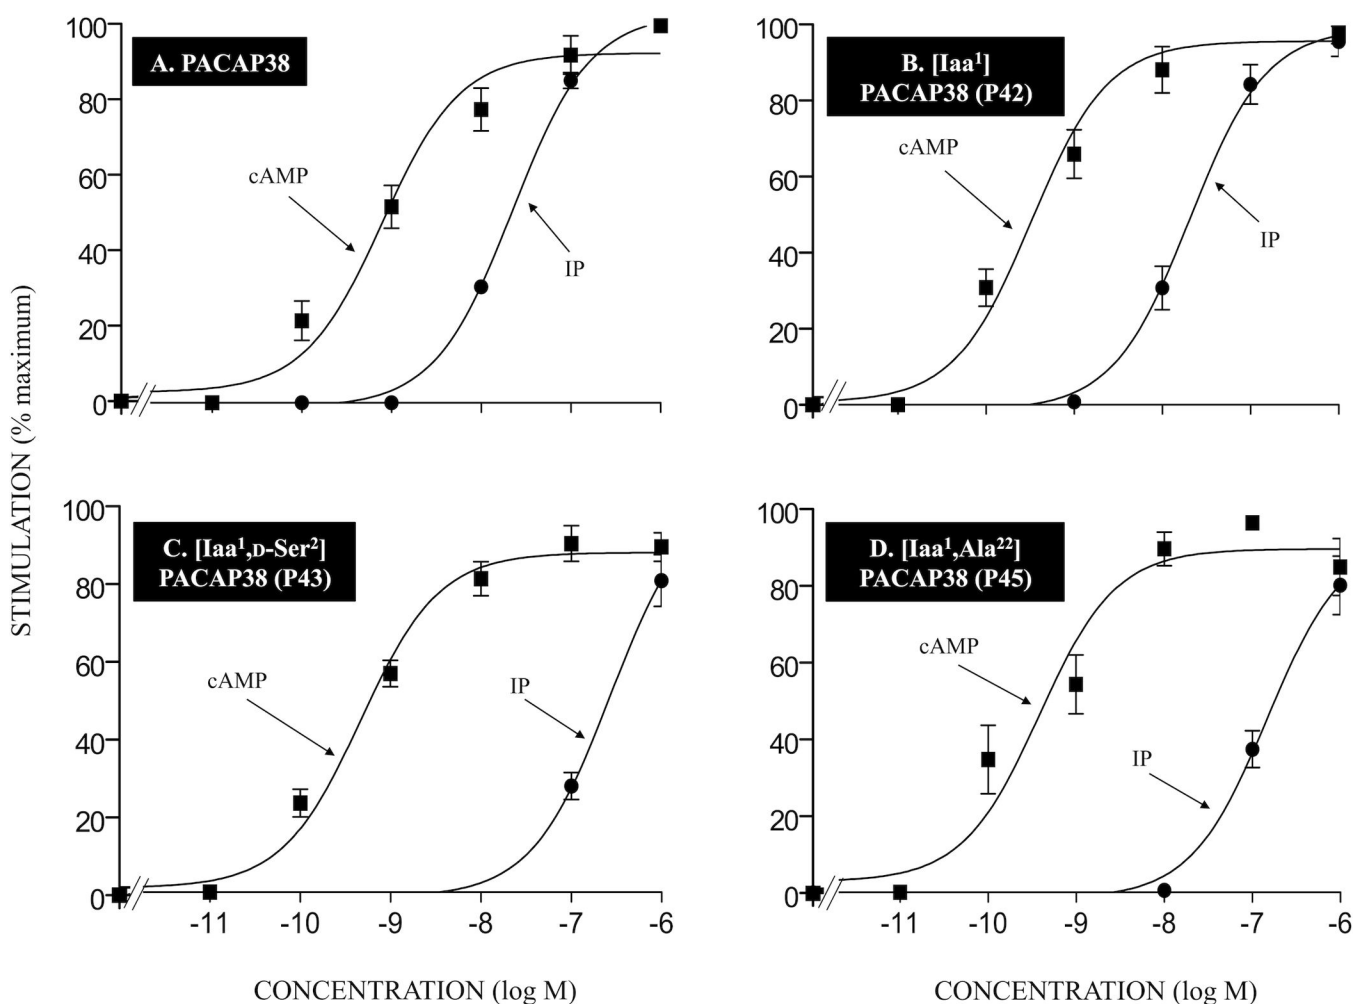 STIMULATION (% maximum)
A. PACAP38
100
80
60
40
20
0
cAMP
IP
B. [Iaa¹]
PACAP38 (P42)
100
80
60
40
20
0
cAMP
IP
-11 -10 -9 -8 -7 -6
C. [Iaa¹,D-Ser²]
PACAP38 (P43)
100
80
60
40
20
0
cAMP
IP
CONCENTRATION (log M)
D. [Iaa¹,Ala²²]
PACAP38 (P45)
100
80
60
40
20
0
cAMP
IP
-11 -10 -9 -8 -7 -6
CONCENTRATION (log M)